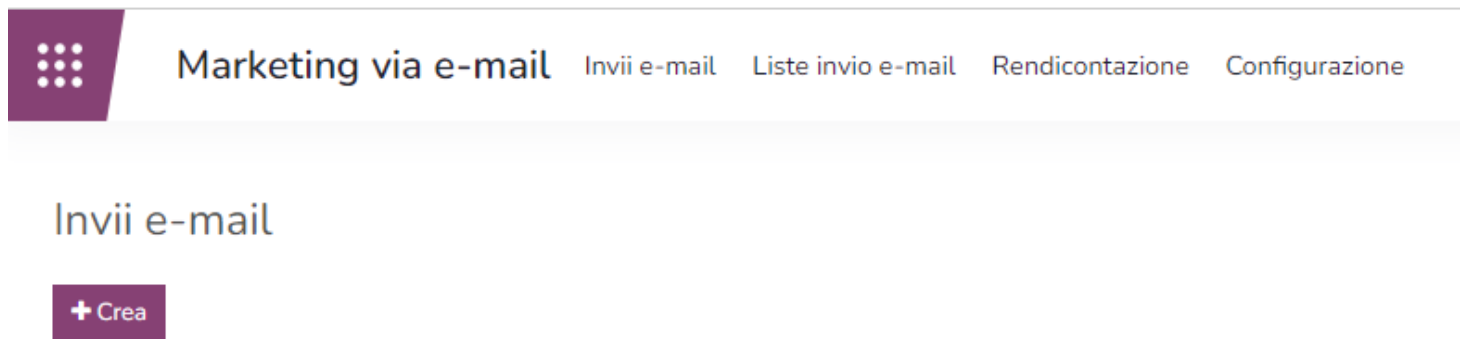 Marketing via e-mail Invii e-mail Liste invio e-mail Rendicontazione Configurazione
Invii e-mail
+ Crea